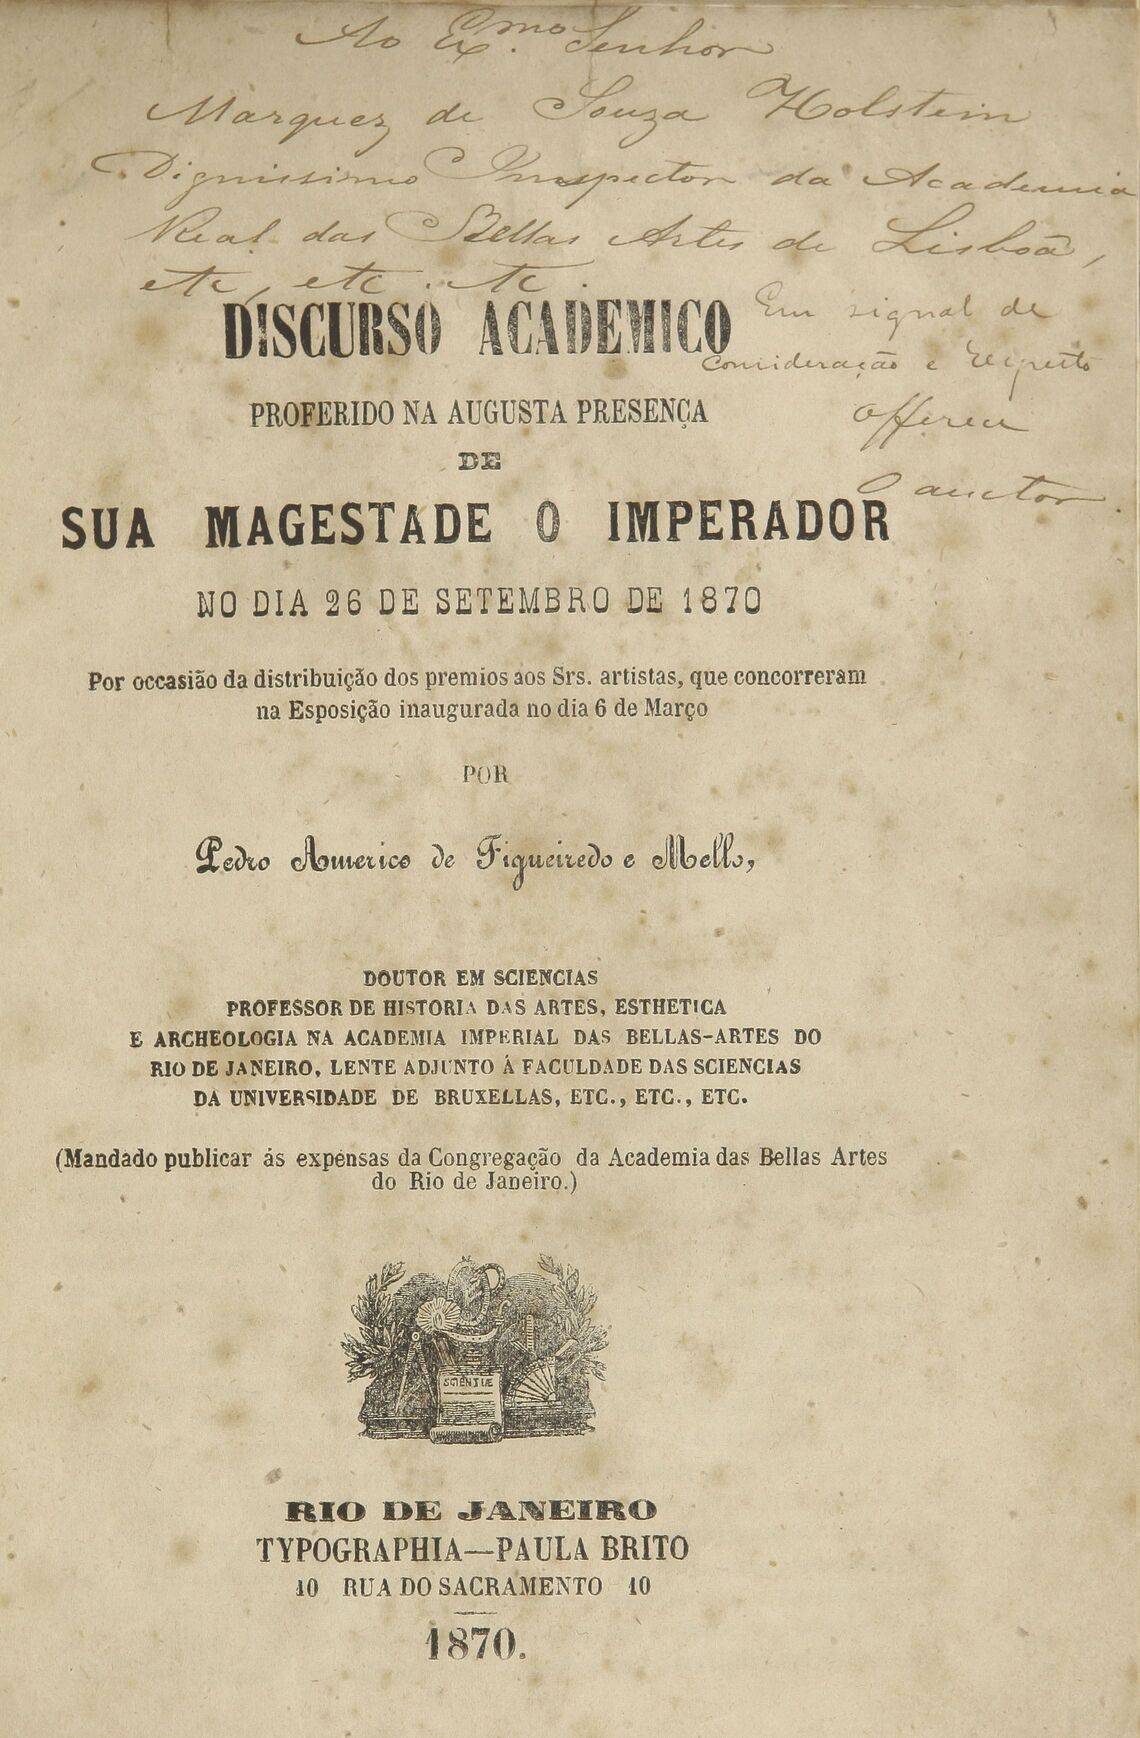 Ao Ex.mo Senhor
Marquez de Souza Holstein
Dignissimo Inspector da Academia
Real das Bellas Artes de Lisboã,
etc, etc. etc.
DISCURSO ACADEMICO
Em signal de
consideração e respeito
offerece
O auctor
PROFERIDO NA AUGUSTA PRESENÇA
DE
SUA MAGESTADE O IMPERADOR
NO DIA 26 DE SETEMBRO DE 1870
Por occasião da distribuição dos premios aos Srs. artistas, que concorreram
na Esposição inaugurada no dia 6 de Março
POR
Pedro Americo de Figueiredo e Mello,
DOUTOR EM SCIENCIAS
PROFESSOR DE HISTORIA DAS ARTES, ESTHETICA
E ARCHEOLOGIA NA ACADEMIA IMPERIAL DAS BELLAS-ARTES DO
RIO DE JANEIRO, LENTE ADJUNTO Á FACULDADE DAS SCIENCIAS
DA UNIVERSIDADE DE BRUXELLAS, ETC., ETC., ETC.
(Mandado publicar ás expensas da Congregação da Academia das Bellas Artes
do Rio de Janeiro.)
SCIENTIÆ
RIO DE JANEIRO
TYPOGRAPHIA—PAULA BRITO
10 RUA DO SACRAMENTO 10
1870.